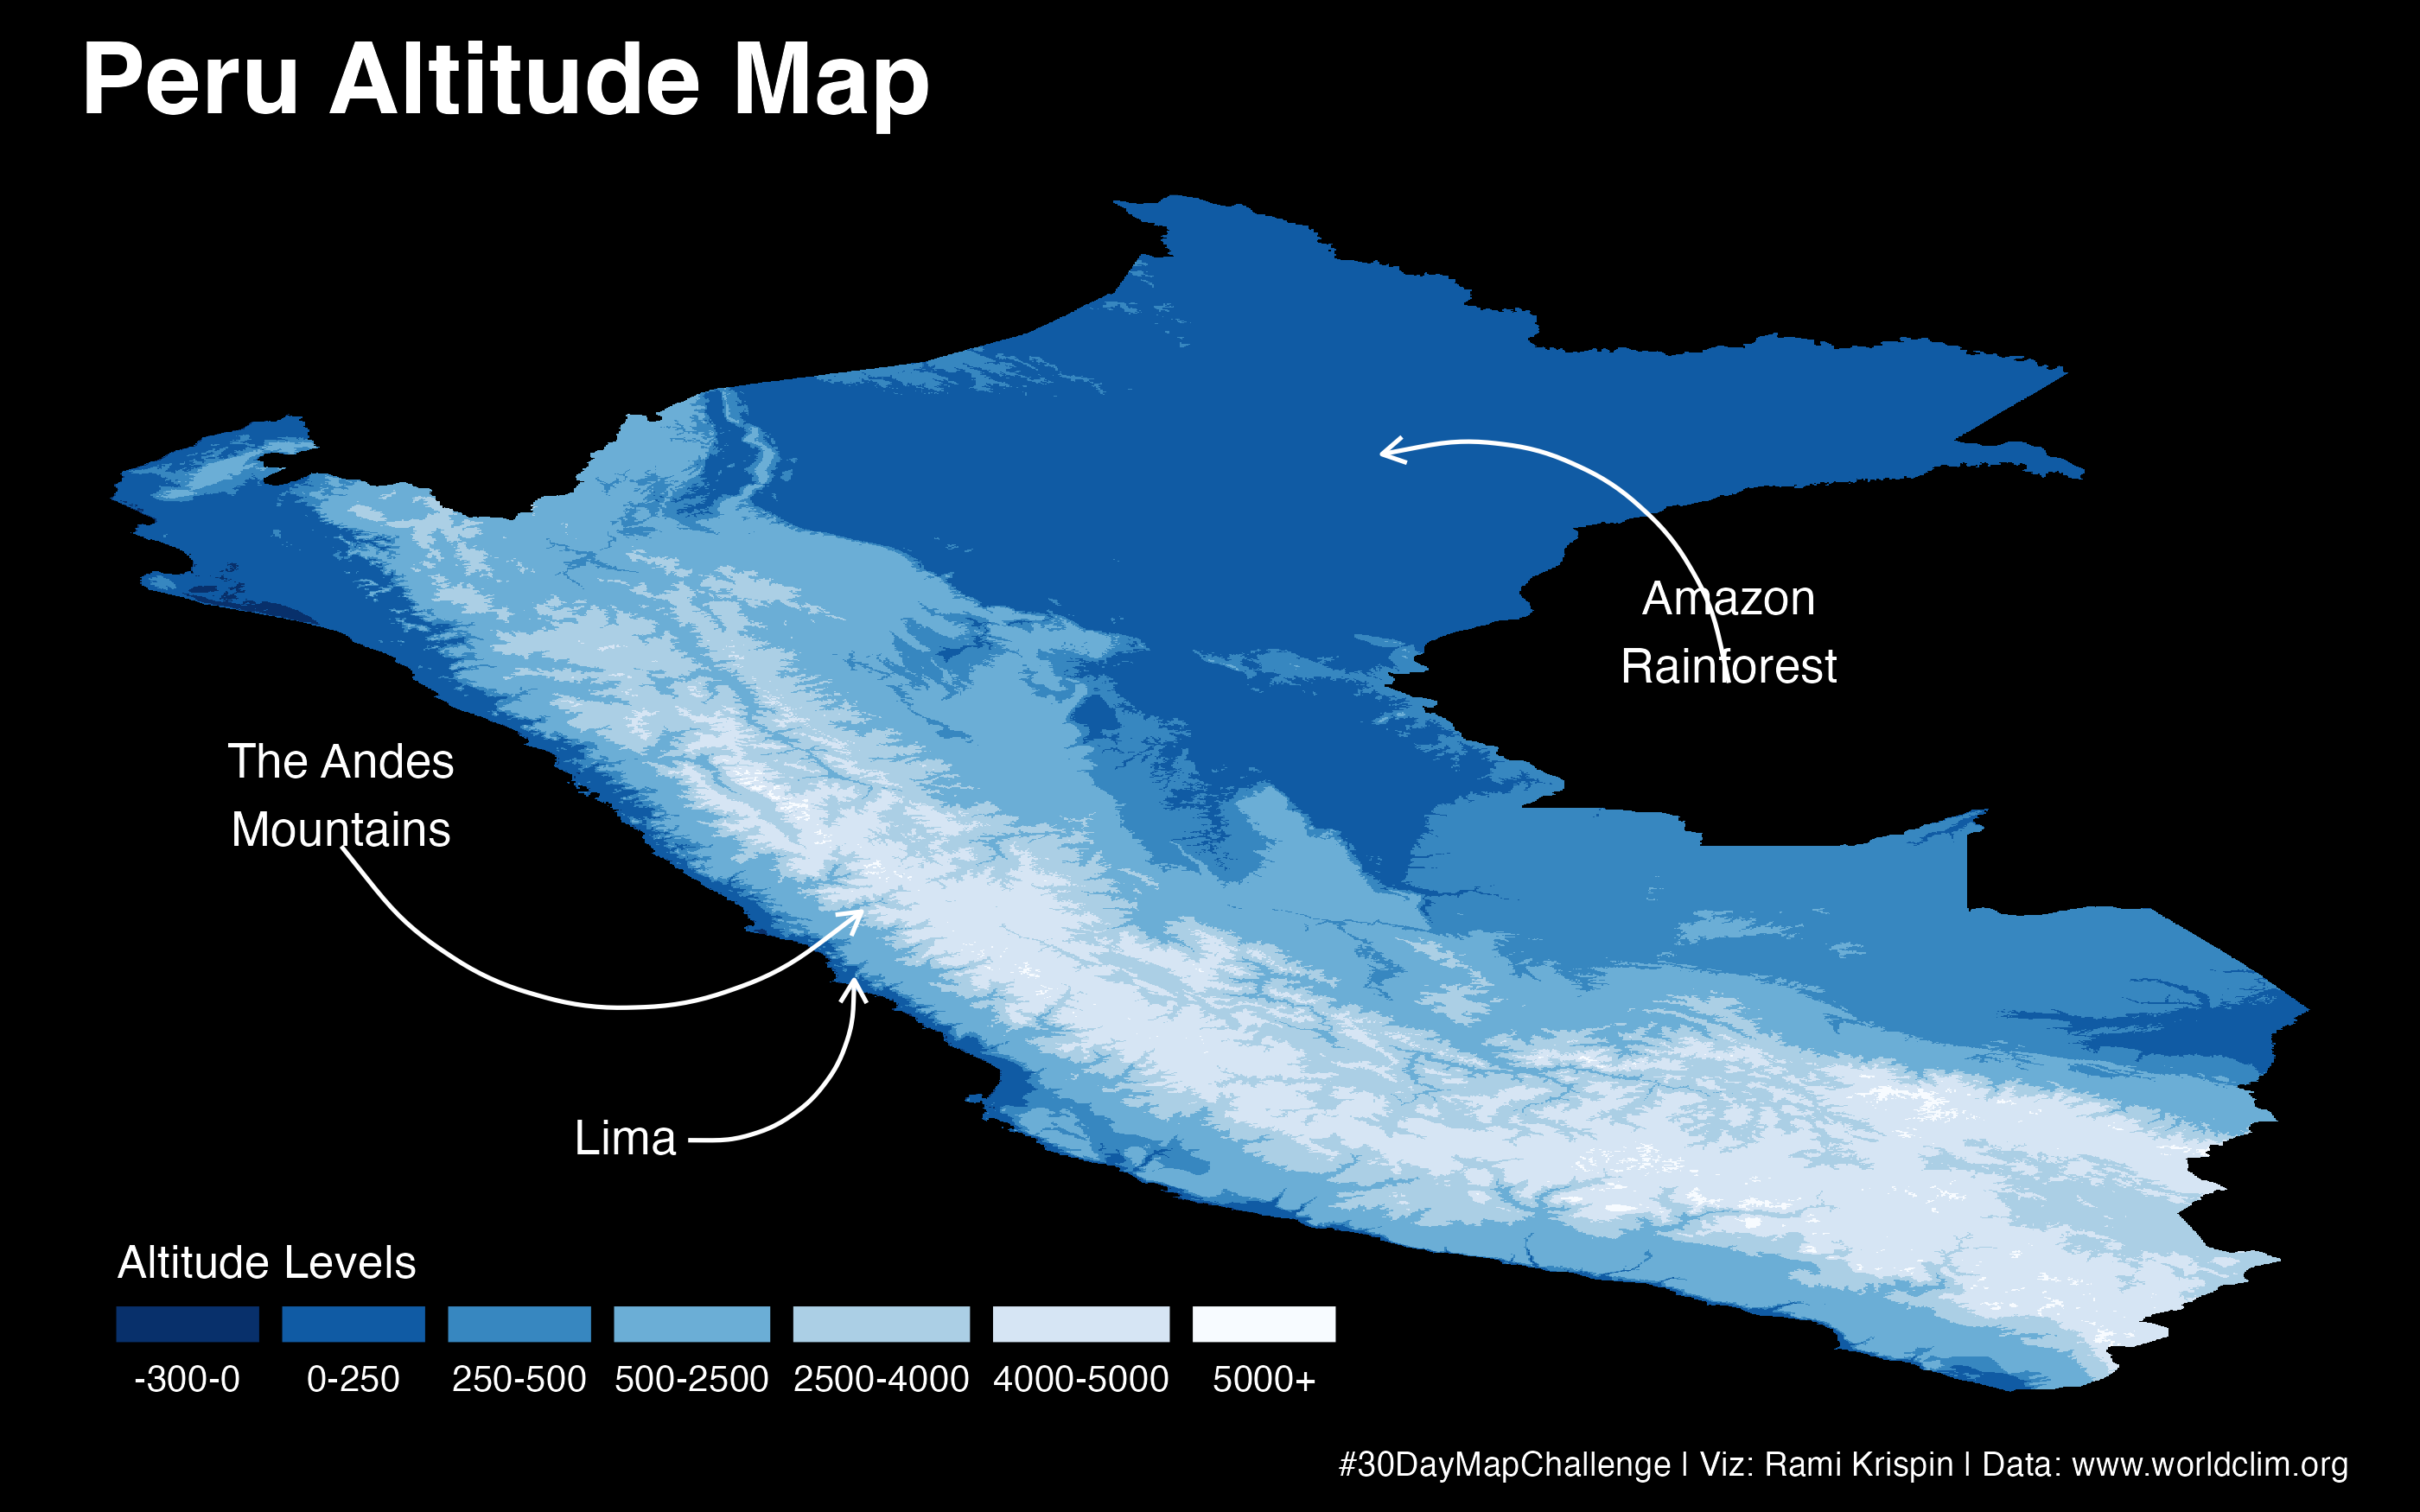 Peru Altitude Map
Amazon
Rainforest
The Andes
Mountains
Lima
Altitude Levels
-300-0 0-250 250-500 500-2500 2500-4000 4000-5000 5000+
#30DayMapChallenge | Viz: Rami Krispin | Data: www.worldclim.org